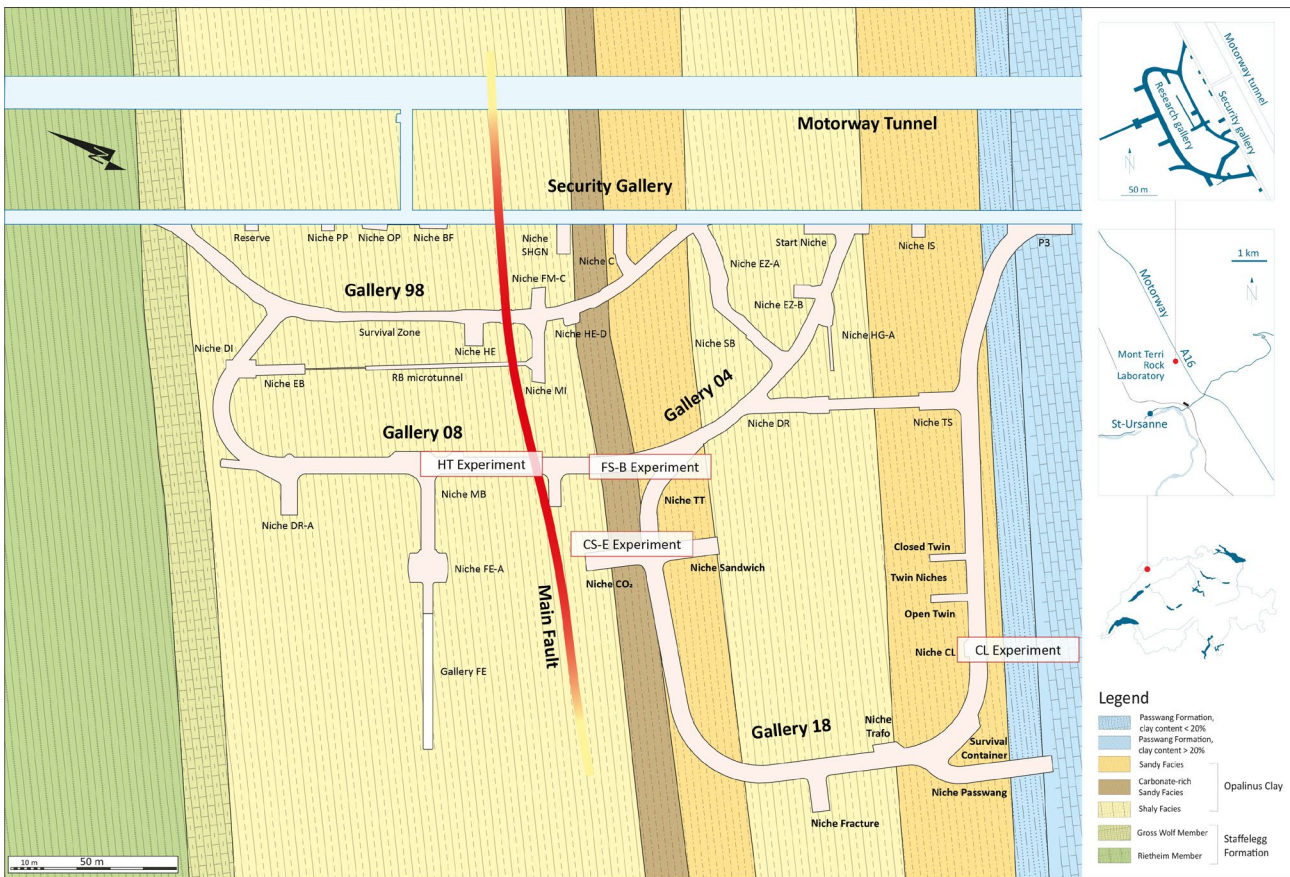 Motorway Tunnel
N
Security Gallery
Reserve
Niche PP
Niche OP
Niche BF
Niche
SHGN
Niche C
Niche EZ-A
Start Niche
Niche IS
P3
Gallery 98
Niche FM-C
Niche EZ-B
Survival Zone
Niche HE
Niche HE-D
Niche SB
Niche HG-A
Niche DI
Niche EB
RB microtunnel
Niche MI
Gallery 04
Gallery 08
Niche DR
Niche TS
HT Experiment
FS-B Experiment
Niche MB
Niche TT
Niche DR-A
CS-E Experiment
Closed Twin
Niche FE-A
Niche CO₂
Niche Sandwich
Twin Niches
Open Twin
Main Fault
Niche CL
CL Experiment
Gallery FE
Gallery 18
Niche
Trafo
Survival
Container
Niche Passwang
Niche Fracture
10 m
50 m
Motorway tunnel
Security gallery
Research gallery
N
50 m
1 km
N
Motorway
A16
Mont Terri
Rock
Laboratory
St-Ursanne
Legend
Passwang Formation,
clay content < 20%
Passwang Formation,
clay content > 20%
Sandy Facies
Carbonate-rich
Sandy Facies
Opalinus Clay
Shaly Facies
Gross Wolf Member
Staffelegg
Formation
Rietheim Member